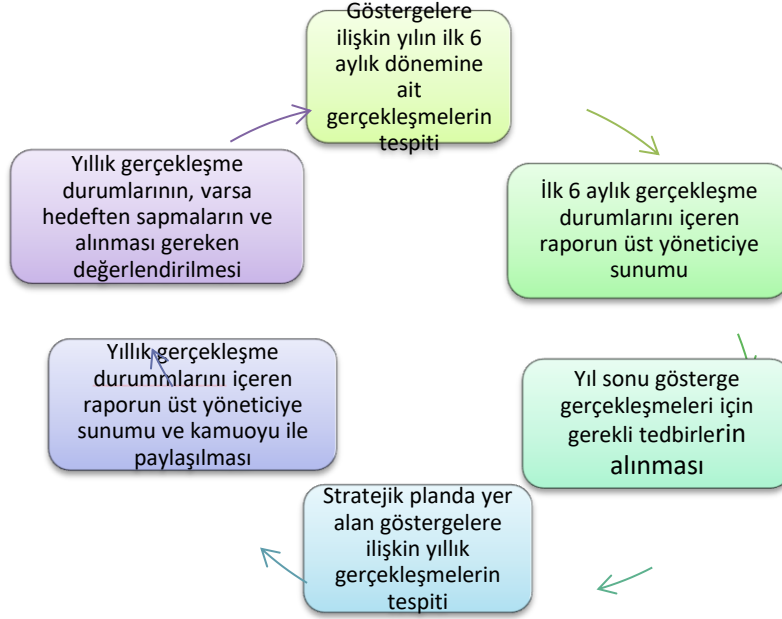 Göstergelere
ilişkin yılın ilk 6
aylık dönemine
ait
gerçekleşmelerin
tespiti
İlk 6 aylık gerçekleşme
durumlarını içeren
raporun üst yöneticiye
sunumu
Yıl sonu gösterge
gerçekleşmeleri için
gerekli tedbirlerin
alınması
Stratejik planda yer
alan göstergelere
ilişkin yıllık
gerçekleşmelerin
tespiti
Yıllık gerçekleşme
durummlarını içeren
raporun üst yöneticiye
sunumu ve kamuoyu ile
paylaşılması
Yıllık gerçekleşme
durumlarının, varsa
hedeften sapmaların ve
alınması gereken
değerlendirilmesi